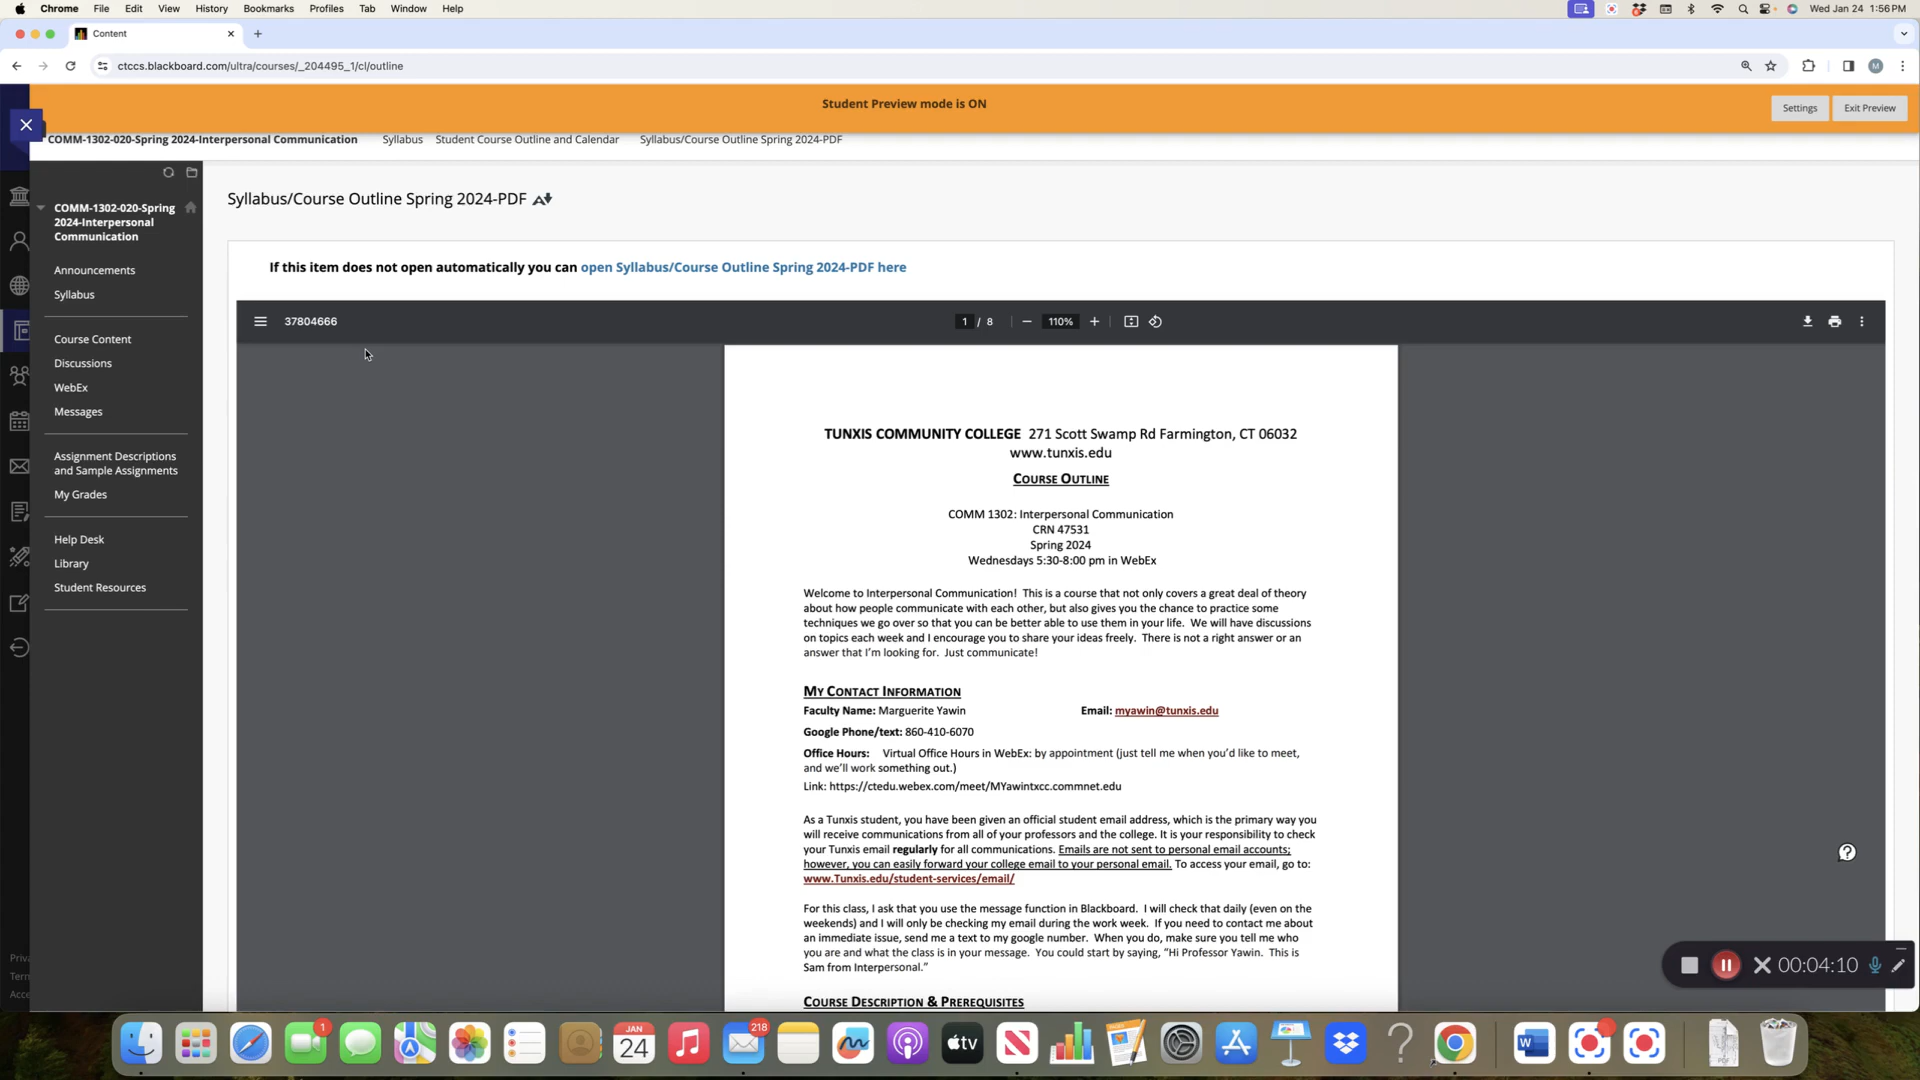 Chrome File Edit View History Bookmarks Profiles Tab Window Help Wed Jan 24 1:56 PM
Content
ctccs.blackboard.com/ultra/courses/_204495_1/cl/outline M
Student Preview mode is ON Settings Exit Preview
COMM-1302-020-Spring 2024-Interpersonal Communication Syllabus Student Course Outline and Calendar Syllabus/Course Outline Spring 2024-PDF
COMM-1302-020-Spring
2024-Interpersonal
Communication
Announcements
Syllabus
Course Content
Discussions
WebEx
Messages
Assignment Descriptions
and Sample Assignments
My Grades
Help Desk
Library
Student Resources
Priva
Term
Acce
Syllabus/Course Outline Spring 2024-PDF
If this item does not open automatically you can open Syllabus/Course Outline Spring 2024-PDF here
37804666 1 / 8 110%
TUNXIS COMMUNITY COLLEGE 271 Scott Swamp Rd Farmington, CT 06032
www.tunxis.edu
COURSE OUTLINE
COMM 1302: Interpersonal Communication
CRN 47531
Spring 2024
Wednesdays 5:30-8:00 pm in WebEx
Welcome to Interpersonal Communication! This is a course that not only covers a great deal of theory
about how people communicate with each other, but also gives you the chance to practice some
techniques we go over so that you can be better able to use them in your life. We will have discussions
on topics each week and I encourage you to share your ideas freely. There is not a right answer or an
answer that I'm looking for. Just communicate!
MY CONTACT INFORMATION
Faculty Name: Marguerite Yawin Email: myawin@tunxis.edu
Google Phone/text: 860-410-6070
Office Hours: Virtual Office Hours in WebEx: by appointment (just tell me when you'd like to meet,
and we'll work something out.)
Link: https://ctedu.webex.com/meet/MYawintxcc.commnet.edu
As a Tunxis student, you have been given an official student email address, which is the primary way you
will receive communications from all of your professors and the college. It is your responsibility to check
your Tunxis email regularly for all communications. Emails are not sent to personal email accounts;
however, you can easily forward your college email to your personal email. To access your email, go to:
www.Tunxis.edu/student-services/email/
For this class, I ask that you use the message function in Blackboard. I will check that daily (even on the
weekends) and I will only be checking my email during the work week. If you need to contact me about
an immediate issue, send me a text to my google number. When you do, make sure you tell me who
you are and what the class is in your message. You could start by saying, “Hi Professor Yawin. This is
Sam from Interpersonal.”
COURSE DESCRIPTION & PREREQUISITES
00:04:10
1 JAN 24 218 tv W